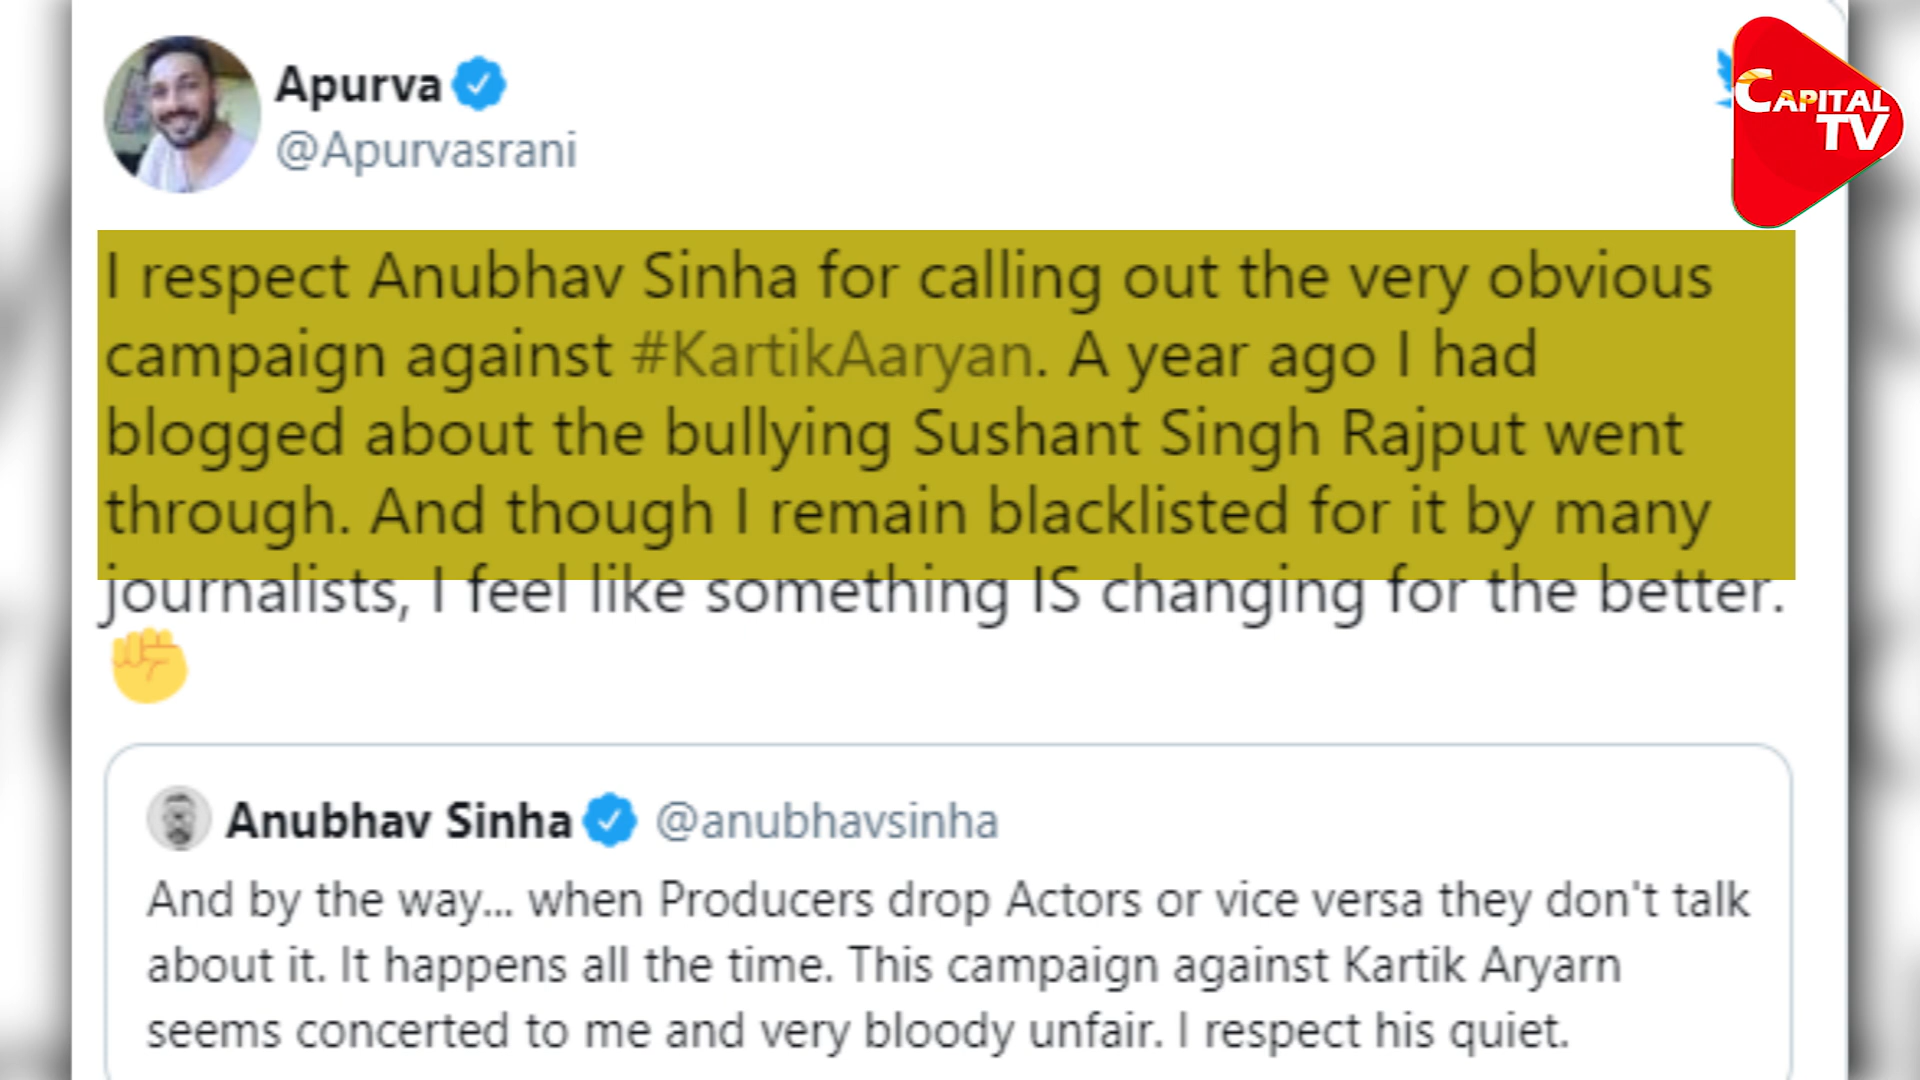 Apurva
@Apurvasrani
CAPITAL
TV
I respect Anubhav Sinha for calling out the very obvious
campaign against #KartikAaryan. A year ago I had
blogged about the bullying Sushant Singh Rajput went
through. And though I remain blacklisted for it by many
journalists, I feel like something IS changing for the better.
Anubhav Sinha @anubhavsinha
And by the way... when Producers drop Actors or vice versa they don't talk
about it. It happens all the time. This campaign against Kartik Aryarn
seems concerted to me and very bloody unfair. I respect his quiet.